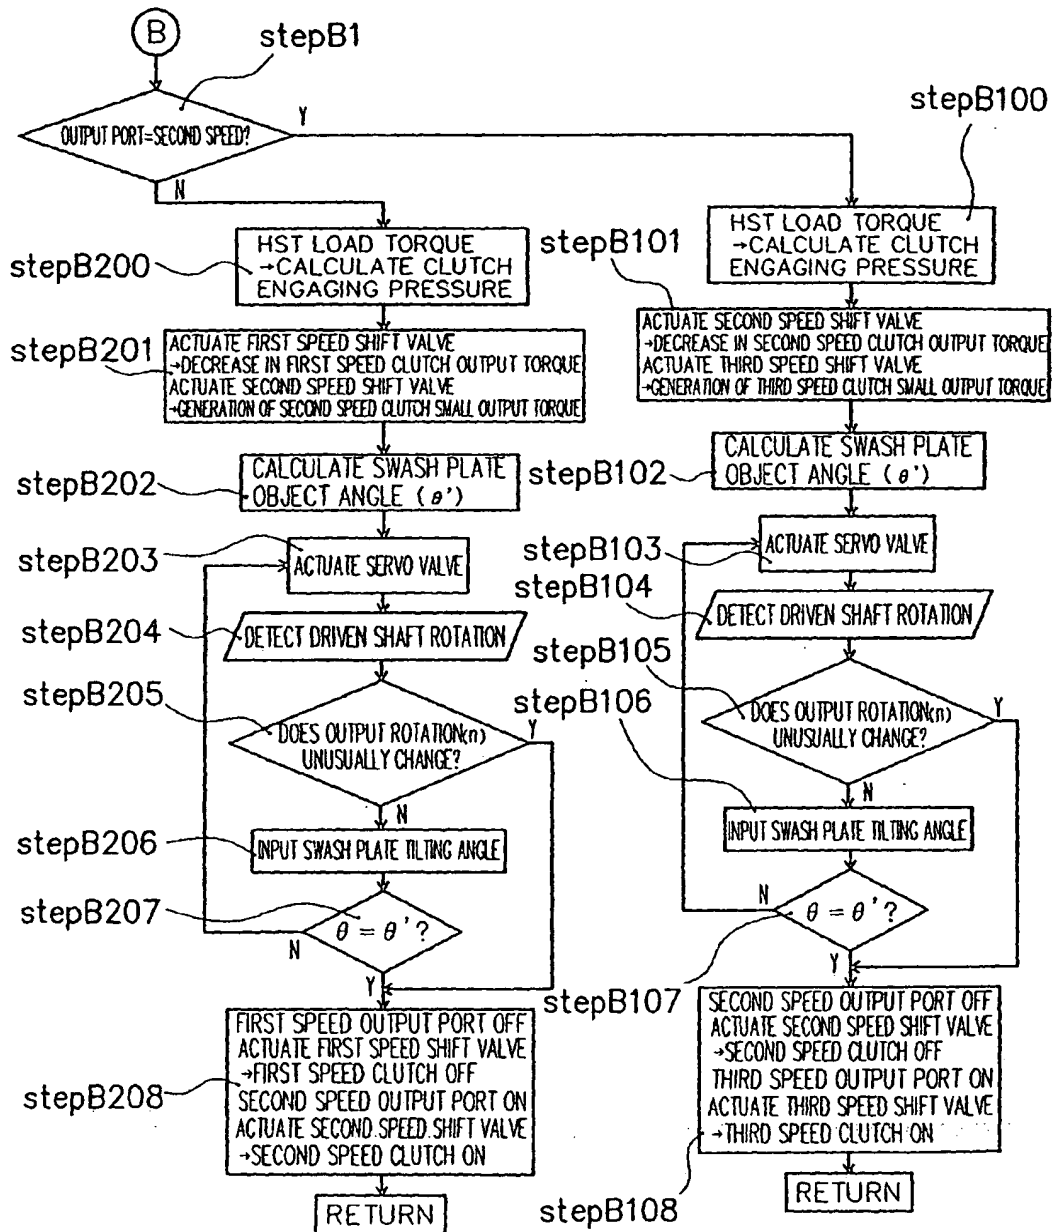 B
stepB1
OUTPUT PORT=SECOND SPEED?
Y
N
stepB200
HST LOAD TORQUE
→CALCULATE CLUTCH
ENGAGING PRESSURE
stepB201
ACTUATE FIRST SPEED SHIFT VALVE
→DECREASE IN FIRST SPEED CLUTCH OUTPUT TORQUE
ACTUATE SECOND SPEED SHIFT VALVE
→GENERATION OF SECOND SPEED CLUTCH SMALL OUTPUT TORQUE
stepB202
CALCULATE SWASH PLATE
OBJECT ANGLE (θ')
stepB203
ACTUATE SERVO VALVE
stepB204
DETECT DRIVEN SHAFT ROTATION
stepB205
DOES OUTPUT ROTATION(n)
UNUSUALLY CHANGE?
Y
N
stepB206
INPUT SWASH PLATE TILTING ANGLE
stepB207
θ = θ'?
N
Y
stepB208
FIRST SPEED OUTPUT PORT OFF
ACTUATE FIRST SPEED SHIFT VALVE
→FIRST SPEED CLUTCH OFF
SECOND SPEED OUTPUT PORT ON
ACTUATE SECOND SPEED SHIFT VALVE
→SECOND SPEED CLUTCH ON
RETURN
stepB100
HST LOAD TORQUE
→CALCULATE CLUTCH
ENGAGING PRESSURE
stepB101
ACTUATE SECOND SPEED SHIFT VALVE
→DECREASE IN SECOND SPEED CLUTCH OUTPUT TORQUE
ACTUATE THIRD SPEED SHIFT VALVE
→GENERATION OF THIRD SPEED CLUTCH SMALL OUTPUT TORQUE
stepB102
CALCULATE SWASH PLATE
OBJECT ANGLE (θ')
stepB103
ACTUATE SERVO VALVE
stepB104
DETECT DRIVEN SHAFT ROTATION
stepB105
DOES OUTPUT ROTATION(n)
UNUSUALLY CHANGE?
Y
N
stepB106
INPUT SWASH PLATE TILTING ANGLE
stepB107
θ = θ'?
N
Y
stepB108
SECOND SPEED OUTPUT PORT OFF
ACTUATE SECOND SPEED SHIFT VALVE
→SECOND SPEED CLUTCH OFF
THIRD SPEED OUTPUT PORT ON
ACTUATE THIRD SPEED SHIFT VALVE
→THIRD SPEED CLUTCH ON
RETURN